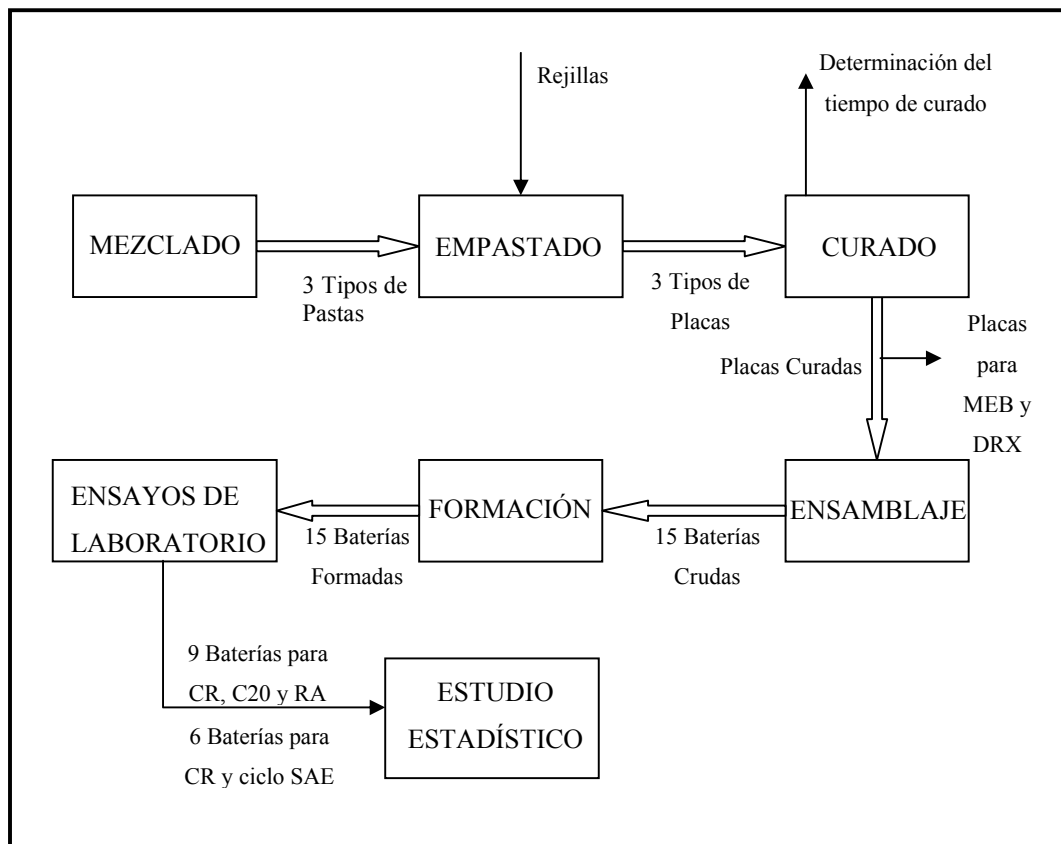 Rejillas
Determinación del
tiempo de curado
MEZCLADO
3 Tipos de
Pastas
EMPASTADO
3 Tipos de
Placas
CURADO
Placas Curadas
Placas
para
MEB y
DRX
ENSAMBLAJE
15 Baterías
Crudas
FORMACIÓN
15 Baterías
Formadas
ENSAYOS DE
LABORATORIO
9 Baterías para
CR, C20 y RA
6 Baterías para
CR y ciclo SAE
ESTUDIO
ESTADÍSTICO